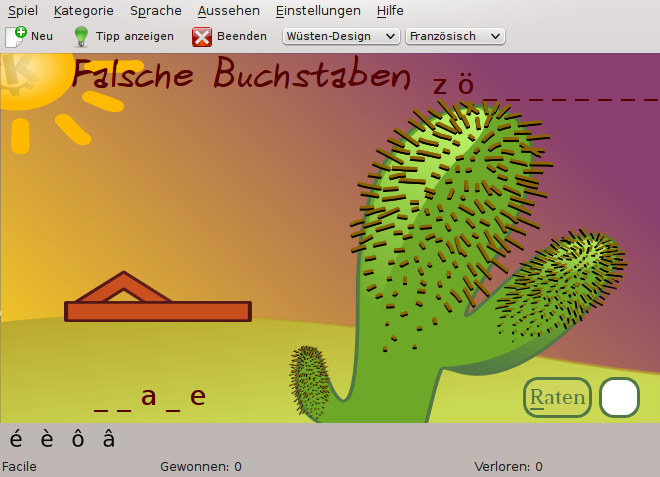 Spiel Kategorie Sprache Aussehen Einstellungen Hilfe
Neu Tipp anzeigen Beenden Wüsten-Design Französisch
Falsche Buchstaben z ö _ _ _ _ _ _ _ _
_ _ a _ e
Raten
é è ô â
Facile Gewonnen: 0 Verloren: 0